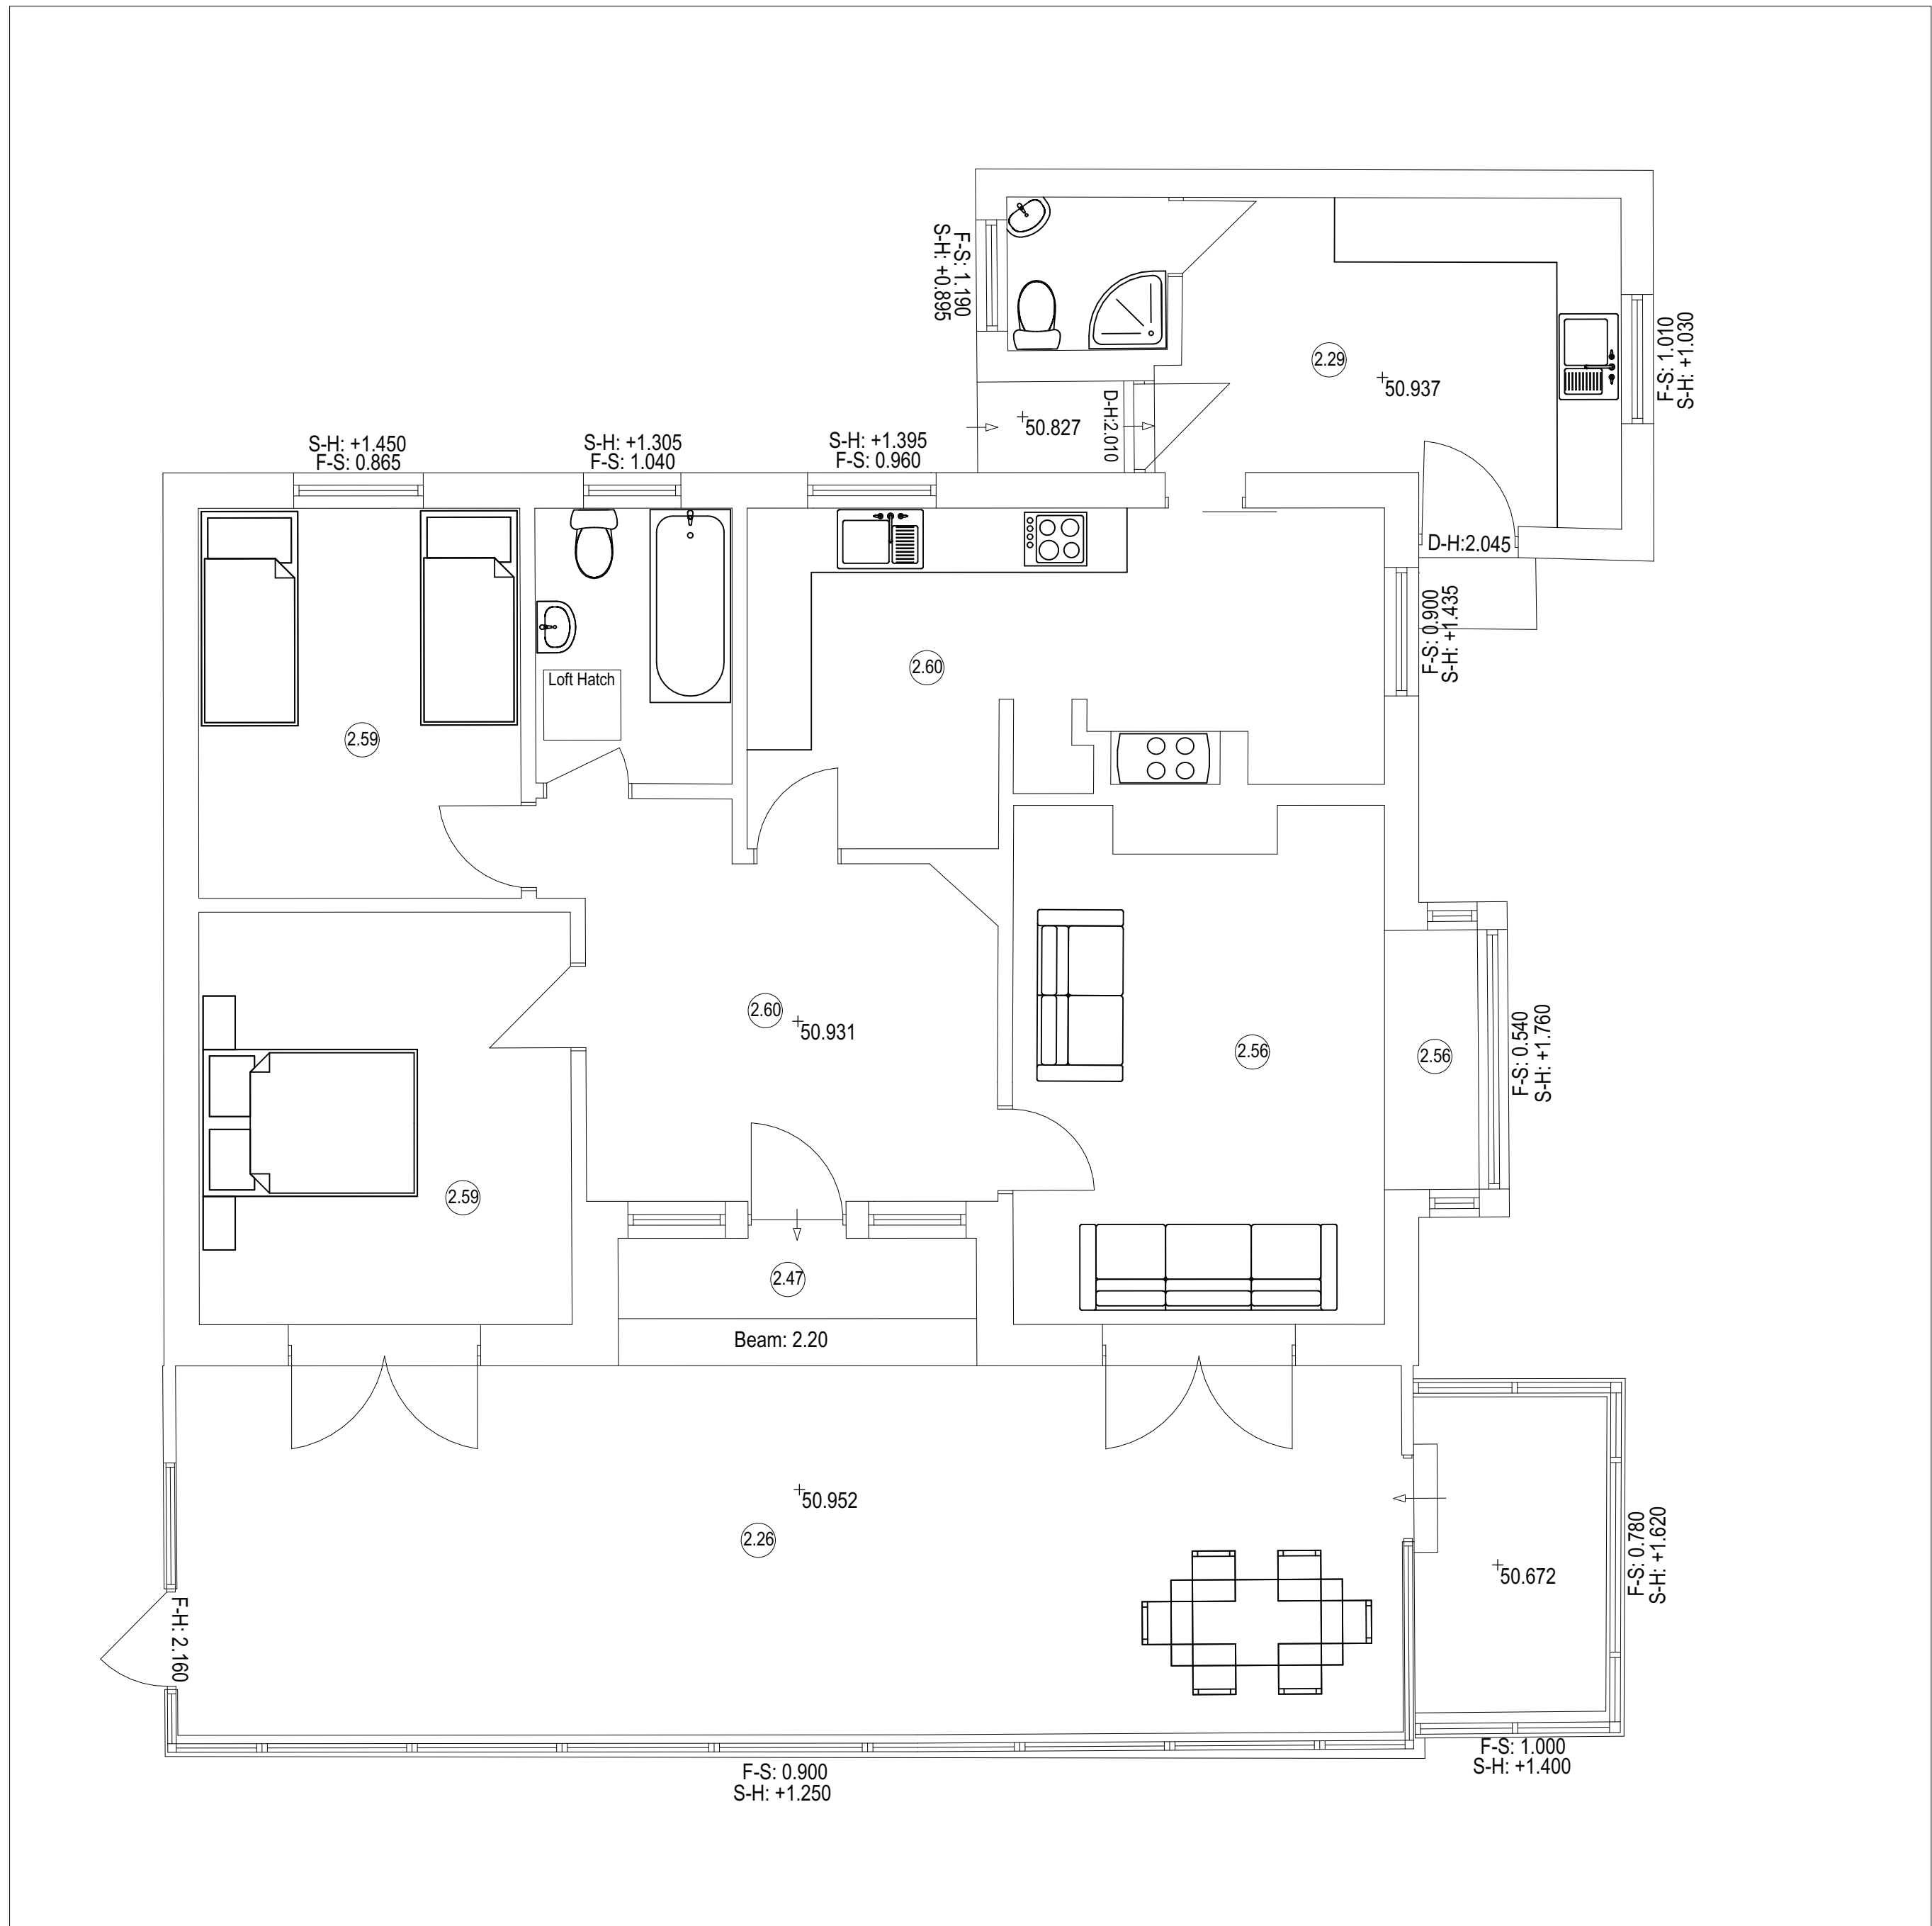 F-S: 1.190
S-H: +0.895
2.29
50.937
F-S: 1.010
S-H: +1.030
50.827
D-H:2.010
S-H: +1.450
F-S: 0.865
S-H: +1.305
F-S: 1.040
S-H: +1.395
F-S: 0.960
D-H:2.045
F-S: 0.900
S-H: +1.435
2.60
Loft Hatch
2.59
2.60
50.931
2.56
2.56
F-S: 0.540
S-H: +1.760
2.59
2.47
Beam: 2.20
50.952
2.26
F-S: 0.780
S-H: +1.620
50.672
F-H: 2.160
F-S: 1.000
S-H: +1.400
F-S: 0.900
S-H: +1.250